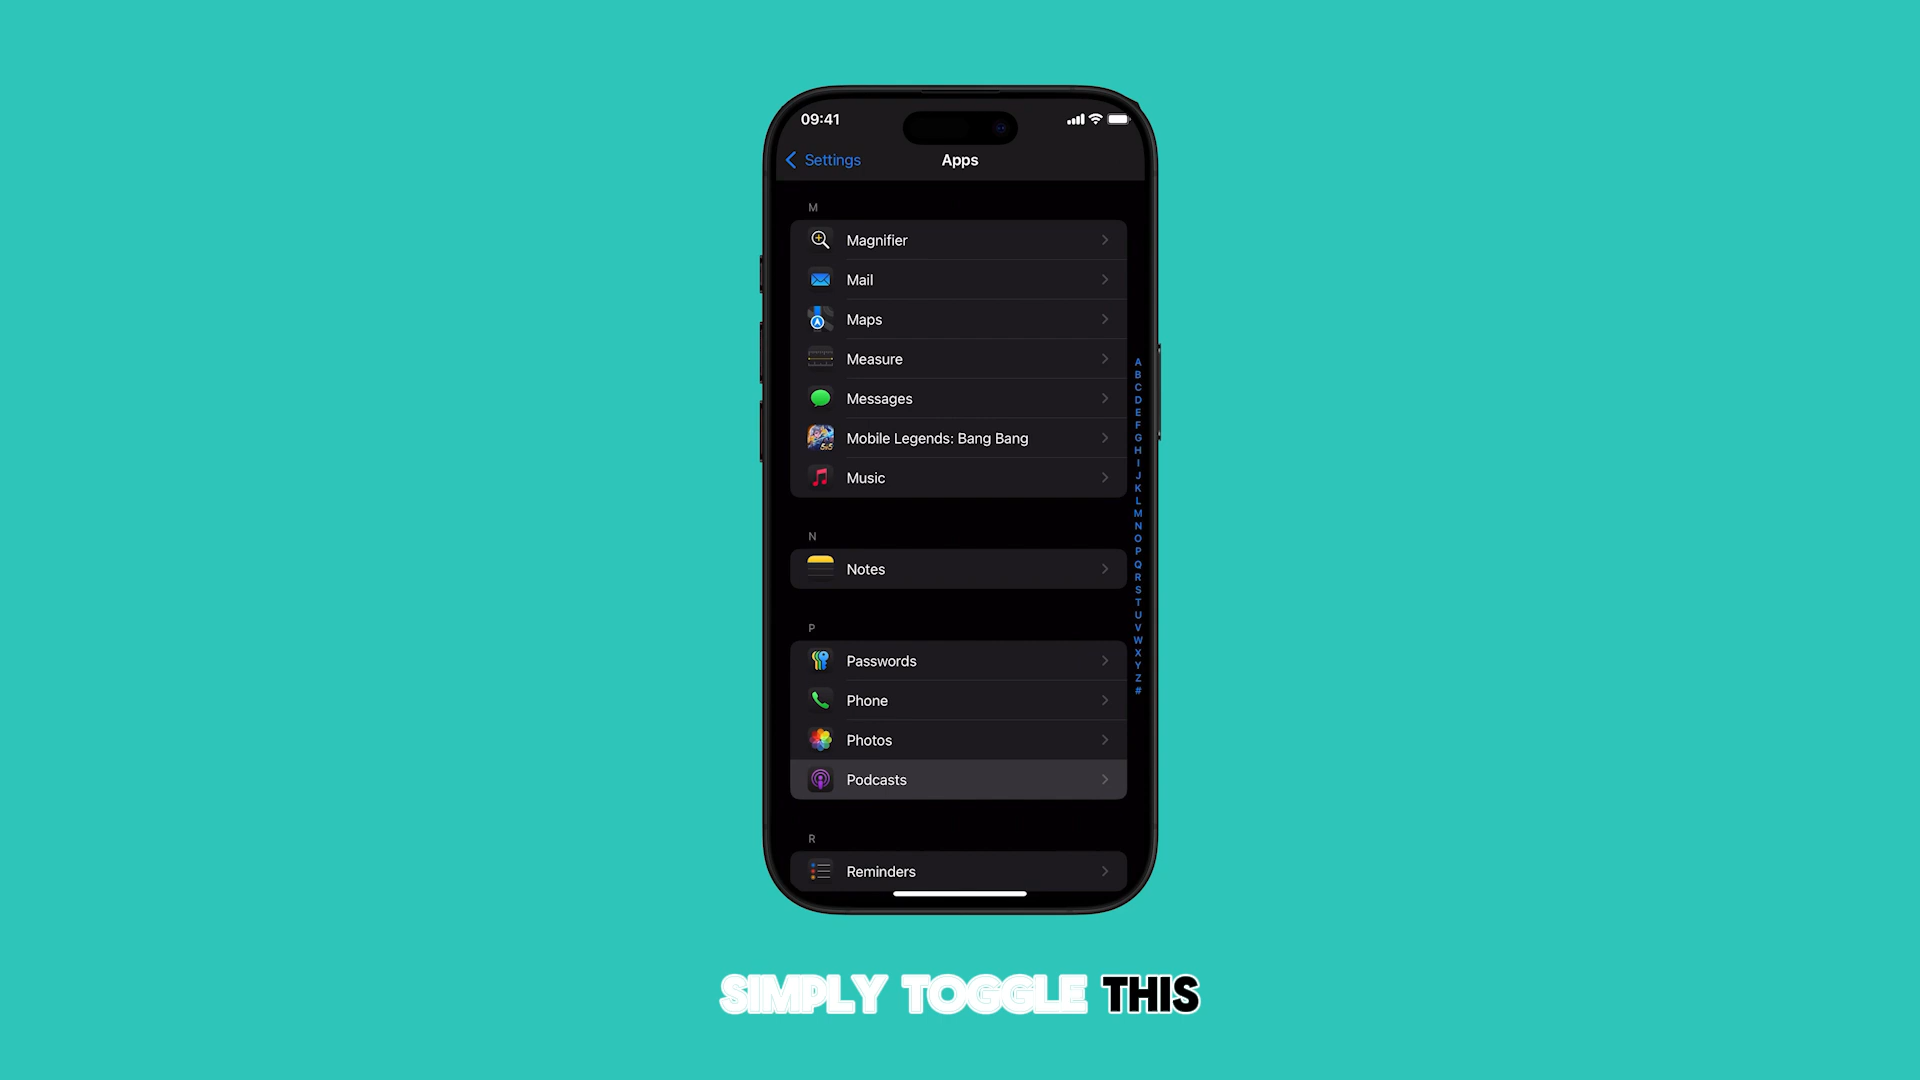 09:41
Settings
Apps
M
Magnifier
Mail
Maps
Measure
Messages
Mobile Legends: Bang Bang
Music
N
Notes
P
Passwords
Phone
Photos
Podcasts
R
Reminders
A
B
C
D
E
F
G
H
I
J
K
L
M
N
O
P
Q
R
S
T
U
V
W
X
Y
Z
#
SIMPLY TOGGLE THIS